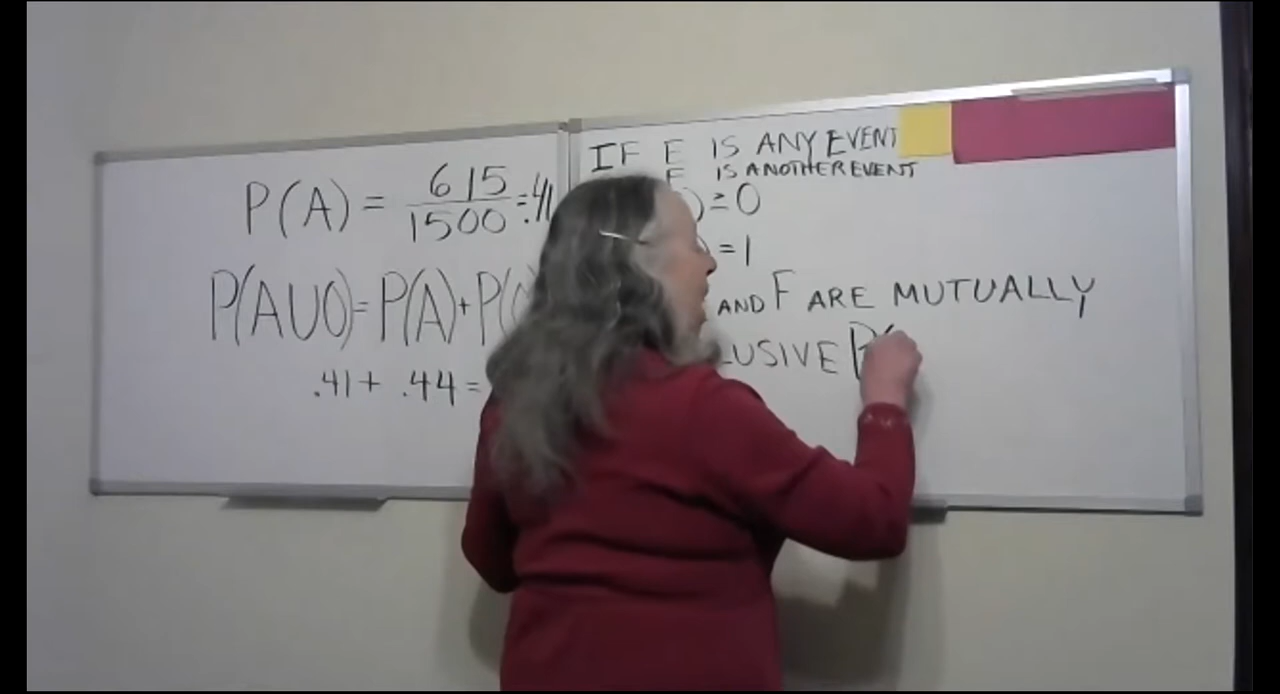 P(A) = 615/1500 = .41
P(AUO) = P(A) + P(
.41 + .44 =
IF E IS ANY EVENT
F IS ANOTHER EVENT
) ≥ 0
) = 1
AND F ARE MUTUALLY
LUSIVE P(